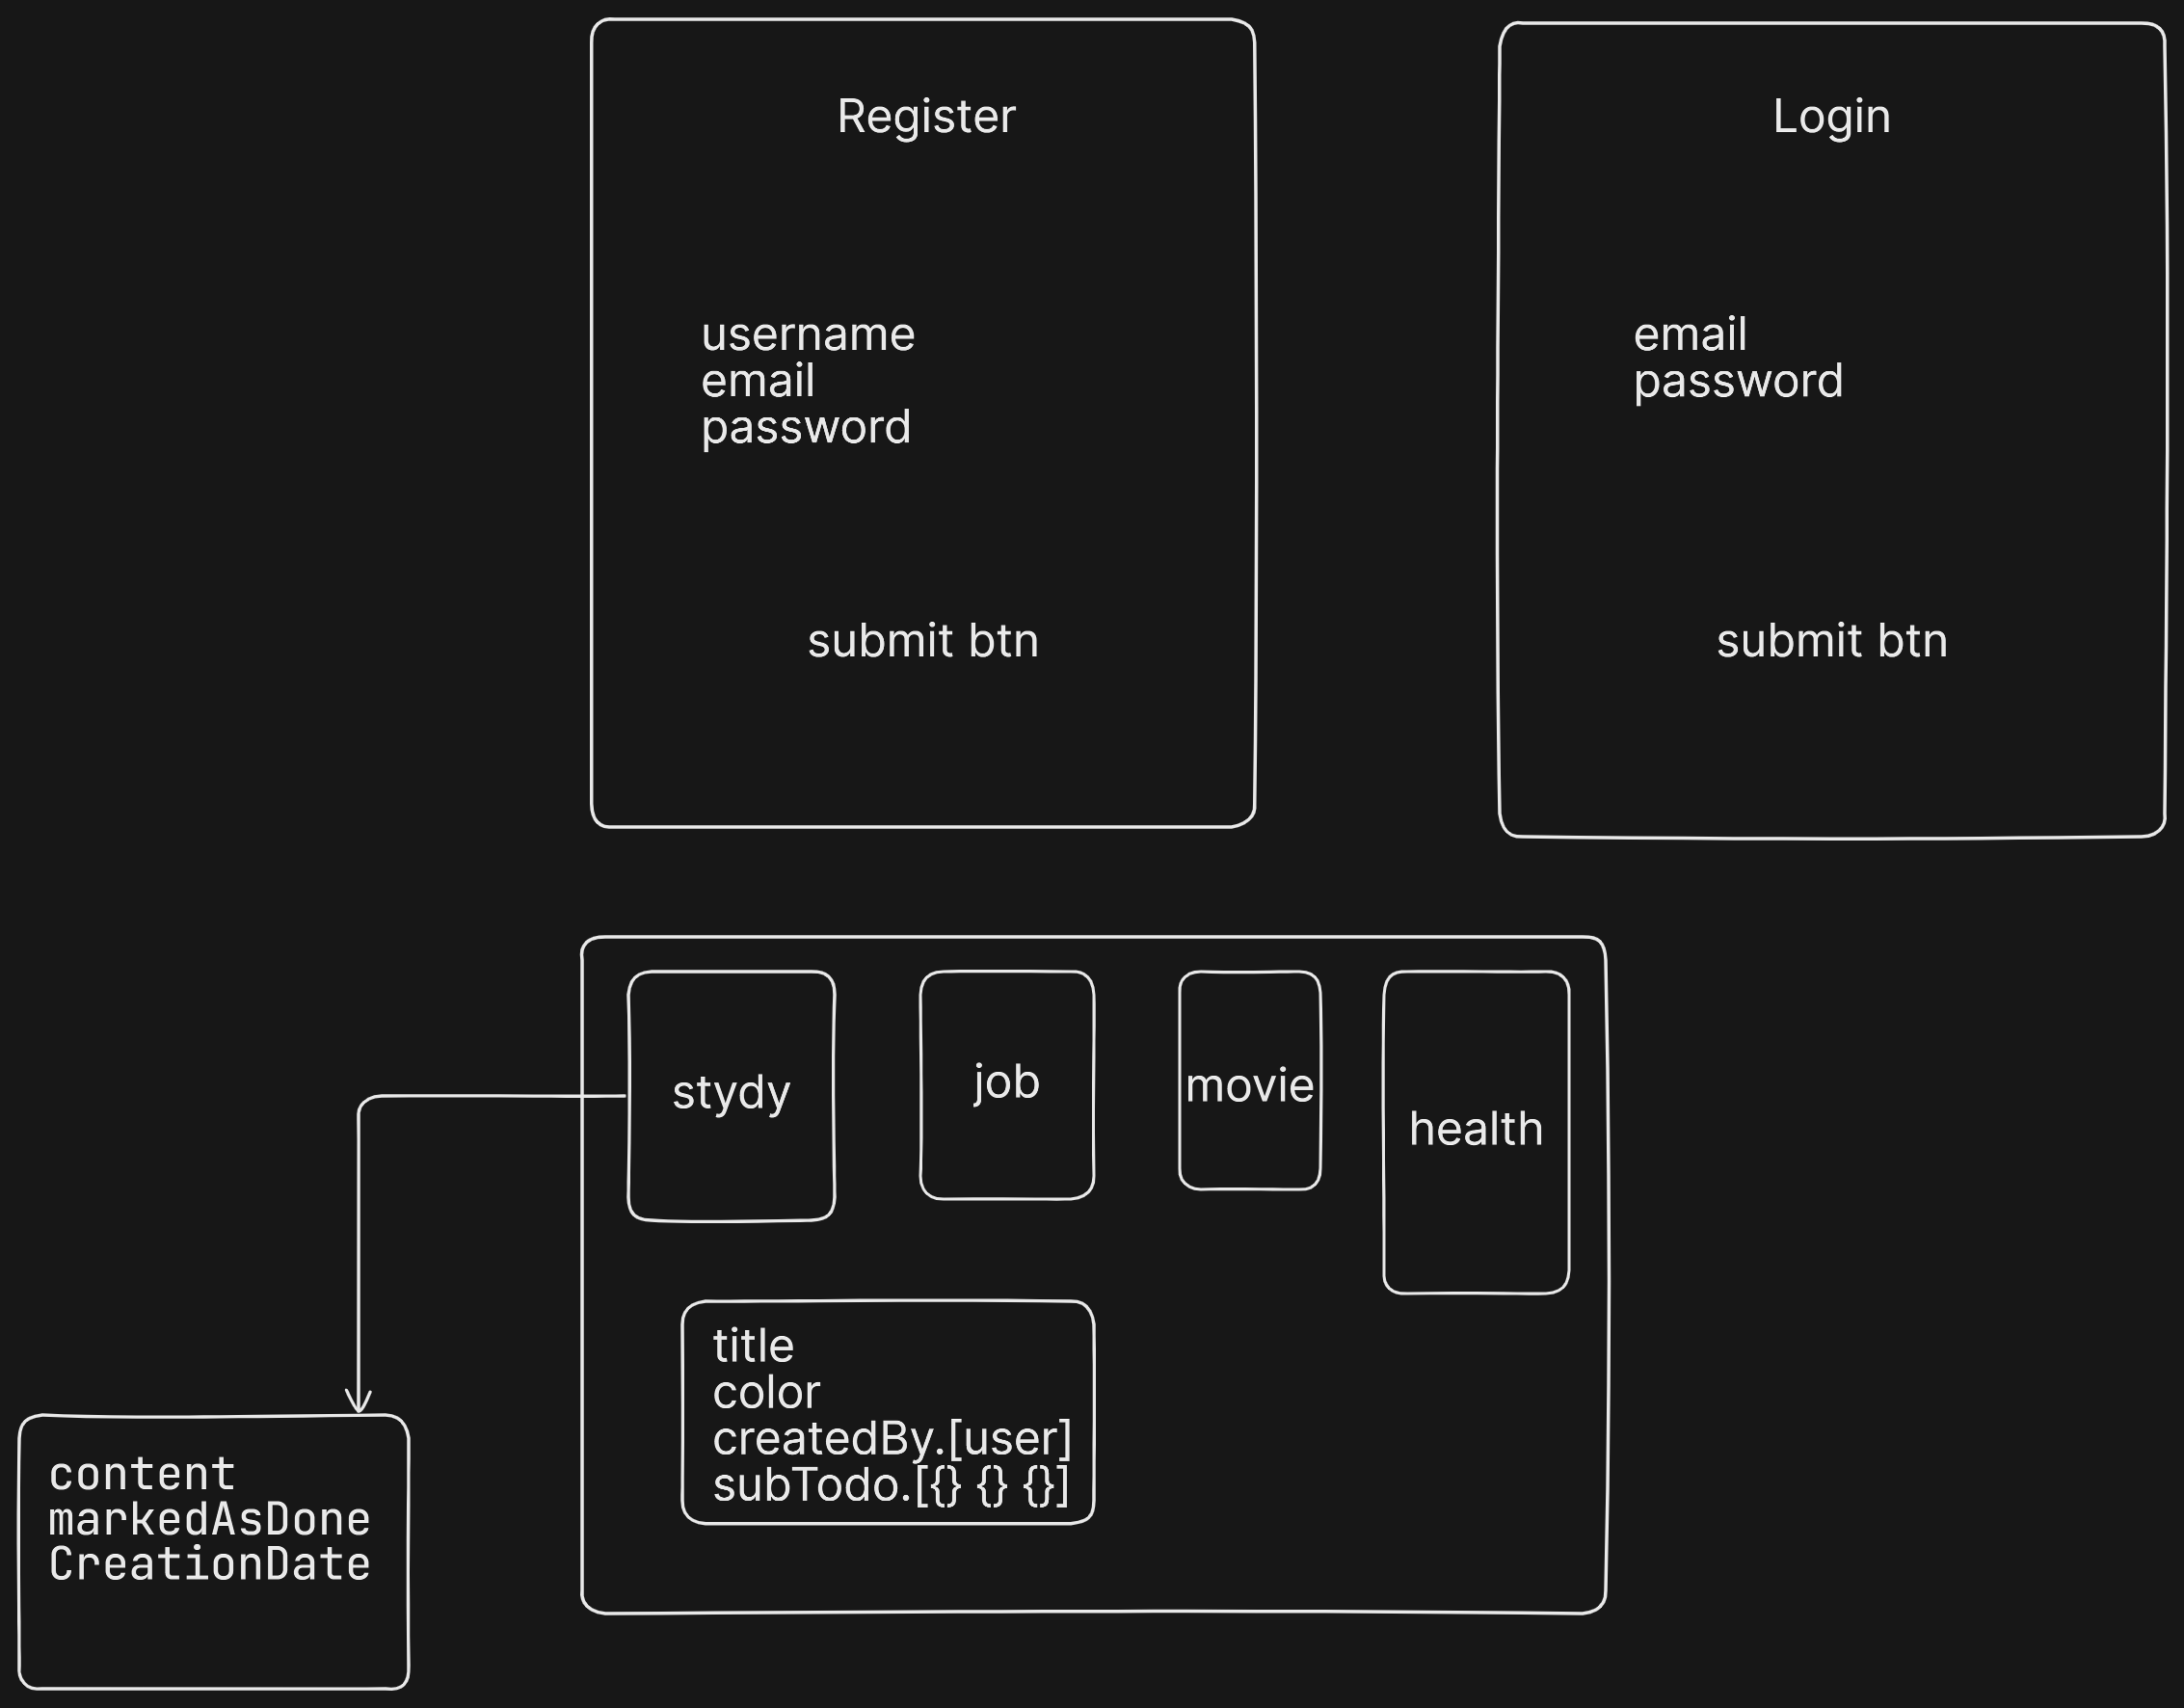 Register
username
email
password
submit btn
Login
email
password
submit btn
stydy
job
movie
health
title
color
createdBy.[user]
subTodo.[{} {} {}]
content
markedAsDone
CreationDate